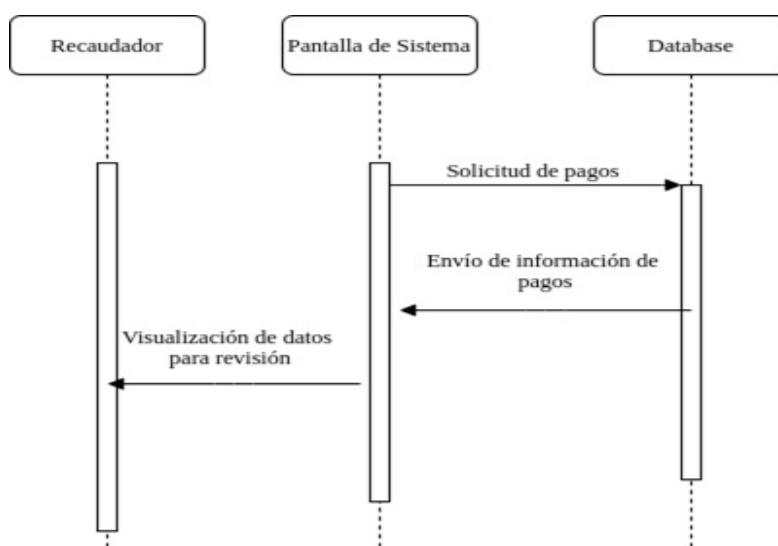 Recaudador
Pantalla de Sistema
Database
Solicitud de pagos
Envío de información de
pagos
Visualización de datos
para revisión